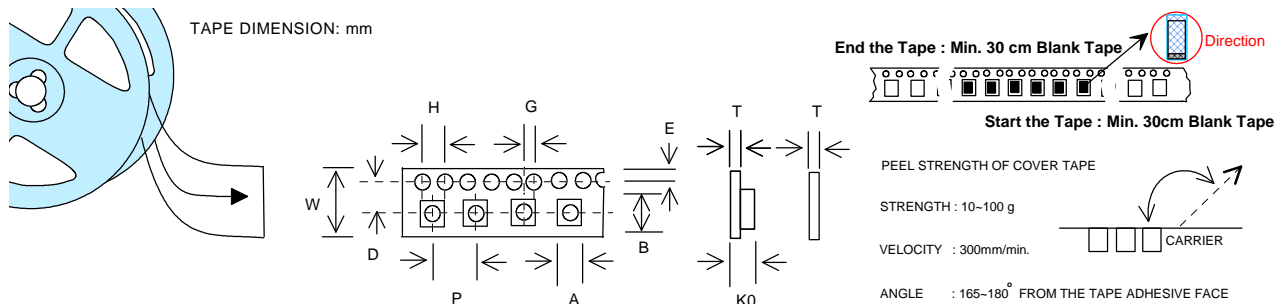 TAPE DIMENSION: mm
End the Tape : Min. 30 cm Blank Tape
Direction
Start the Tape : Min. 30cm Blank Tape
H
G
E
T
T
W
D
B
P
A
K0
PEEL STRENGTH OF COVER TAPE
STRENGTH : 10~100 g
VELOCITY : 300mm/min.
CARRIER
ANGLE : 165~180° FROM THE TAPE ADHESIVE FACE